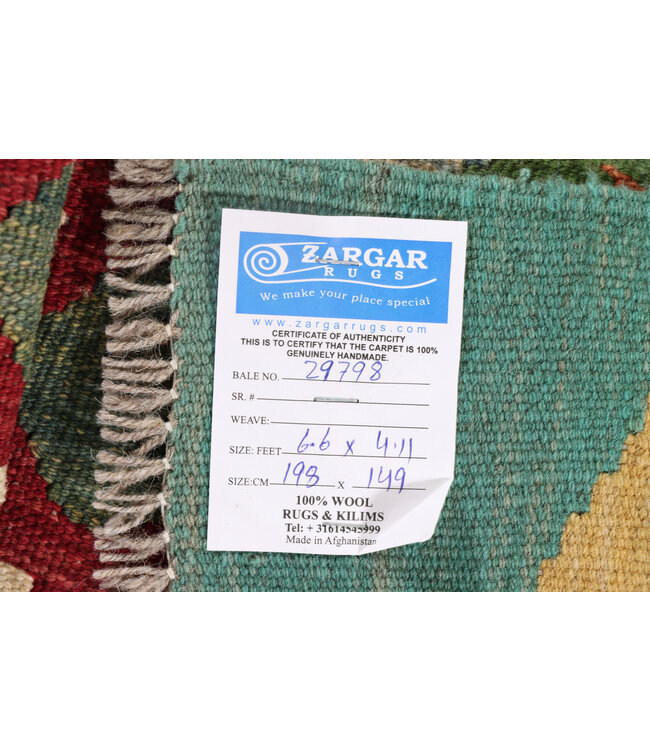 ZARGAR
RUGS
We make your place special
www.zargarrugs.com
CERTIFICATE OF AUTHENTICITY
THIS IS TO CERTIFY THAT THE CARPET IS 100%
GENUINELY HANDMADE.
BALE NO. 29798
SR. #
WEAVE:
SIZE: FEET 6.6 x 4.11
SIZE:CM 198 x 149
100% WOOL
RUGS & KILIMS
Tel: + 31614545999
Made in Afghanistan